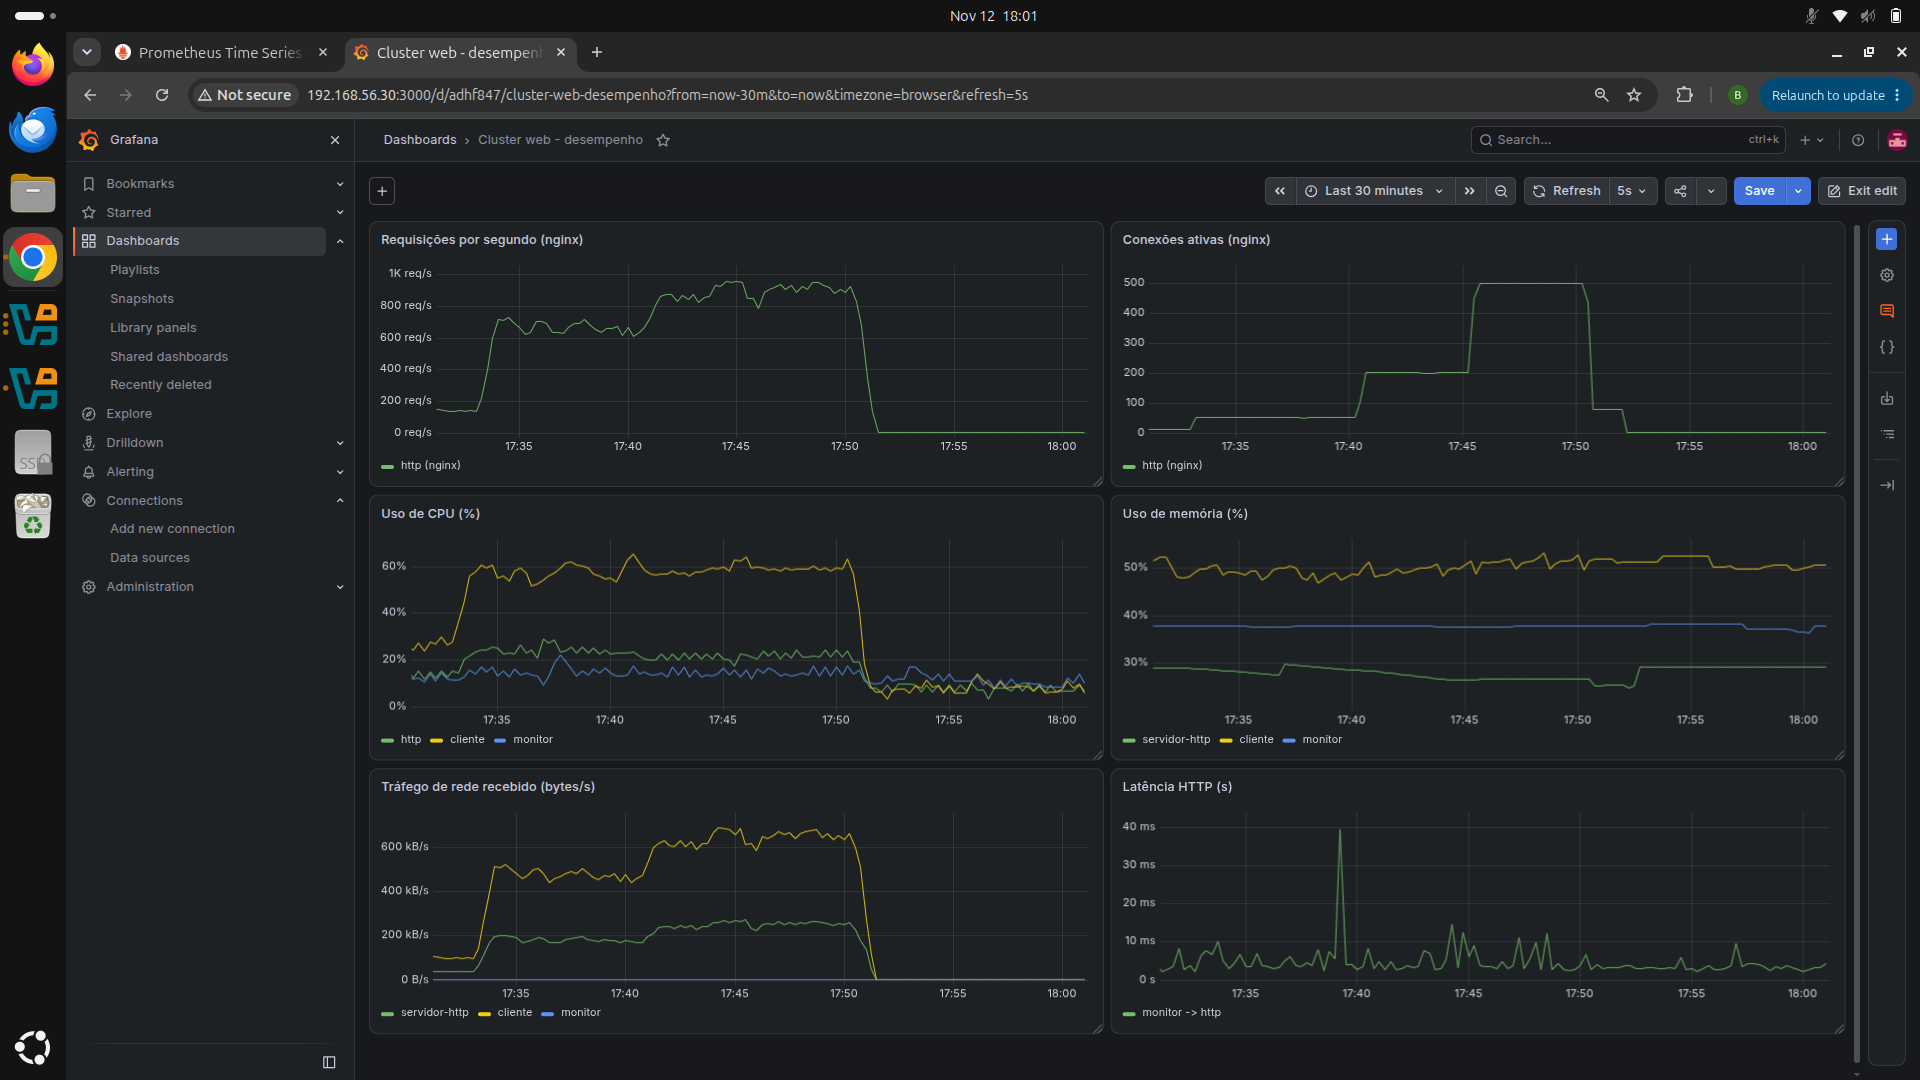 Nov 12 18:01
Prometheus Time Series
Cluster web - desempenh
Not secure
192.168.56.30:3000/d/adhf847/cluster-web-desempenho?from=now-30m&to=now&timezone=browser&refresh=5s
B
Relaunch to update
Grafana
Dashboards › Cluster web - desempenho
Search...
ctrl+k
Bookmarks
Starred
Dashboards
Playlists
Snapshots
Library panels
Shared dashboards
Recently deleted
Explore
Drilldown
Alerting
Connections
Add new connection
Data sources
Administration
SSD
Last 30 minutes
Refresh
5s
Save
Exit edit
Requisições por segundo (nginx)
1K req/s
800 req/s
600 req/s
400 req/s
200 req/s
0 req/s
17:35 17:40 17:45 17:50 17:55 18:00
http (nginx)
Conexões ativas (nginx)
500
400
300
200
100
0
17:35 17:40 17:45 17:50 17:55 18:00
http (nginx)
Uso de CPU (%)
60%
40%
20%
0%
17:35 17:40 17:45 17:50 17:55 18:00
http cliente monitor
Uso de memória (%)
50%
40%
30%
17:35 17:40 17:45 17:50 17:55 18:00
servidor-http cliente monitor
Tráfego de rede recebido (bytes/s)
600 kB/s
400 kB/s
200 kB/s
0 B/s
17:35 17:40 17:45 17:50 17:55 18:00
servidor-http cliente monitor
Latência HTTP (s)
40 ms
30 ms
20 ms
10 ms
0 s
17:35 17:40 17:45 17:50 17:55 18:00
monitor -> http